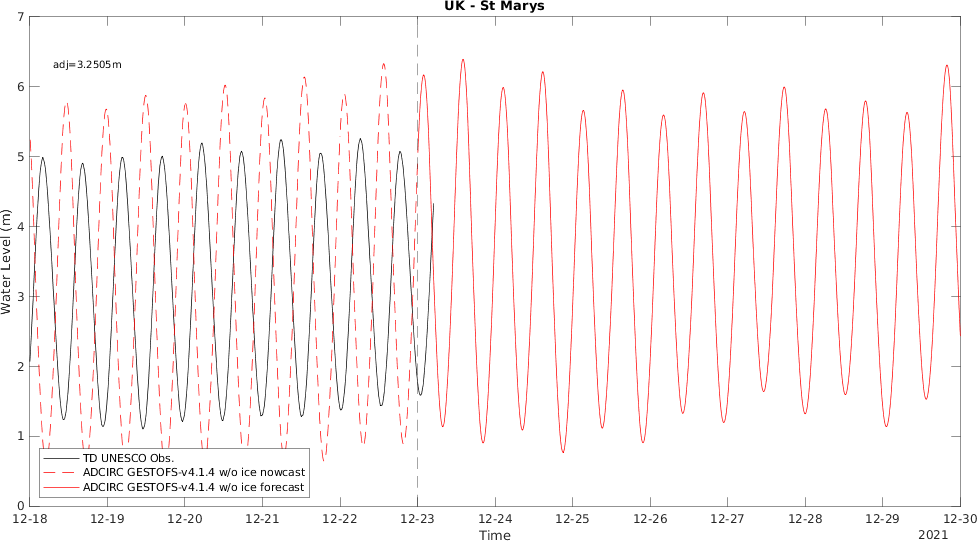 UK - St Marys
adj=3.2505m
Water Level (m)
7
6
5
4
3
2
1
0
TD UNESCO Obs.
ADCIRC GESTOFS-v4.1.4 w/o ice nowcast
ADCIRC GESTOFS-v4.1.4 w/o ice forecast
12-18 12-19 12-20 12-21 12-22 12-23 12-24 12-25 12-26 12-27 12-28 12-29 12-30
Time
2021